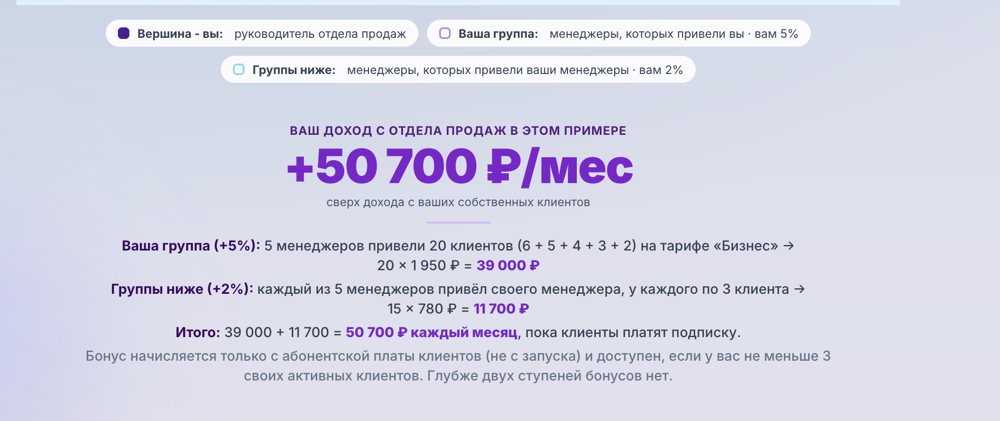 Вершина - вы: руководитель отдела продаж
Ваша группа: менеджеры, которых привели вы · вам 5%
Группы ниже: менеджеры, которых привели ваши менеджеры · вам 2%
ВАШ ДОХОД С ОТДЕЛА ПРОДАЖ В ЭТОМ ПРИМЕРЕ
+50 700 ₽/мес
сверх дохода с ваших собственных клиентов
Ваша группа (+5%): 5 менеджеров привели 20 клиентов (6 + 5 + 4 + 3 + 2) на тарифе «Бизнес» →
20 × 1 950 ₽ = 39 000 ₽
Группы ниже (+2%): каждый из 5 менеджеров привёл своего менеджера, у каждого по 3 клиента →
15 × 780 ₽ = 11 700 ₽
Итого: 39 000 + 11 700 = 50 700 ₽ каждый месяц, пока клиенты платят подписку.
Бонус начисляется только с абонентской платы клиентов (не с запуска) и доступен, если у вас не меньше 3
своих активных клиентов. Глубже двух ступеней бонусов нет.